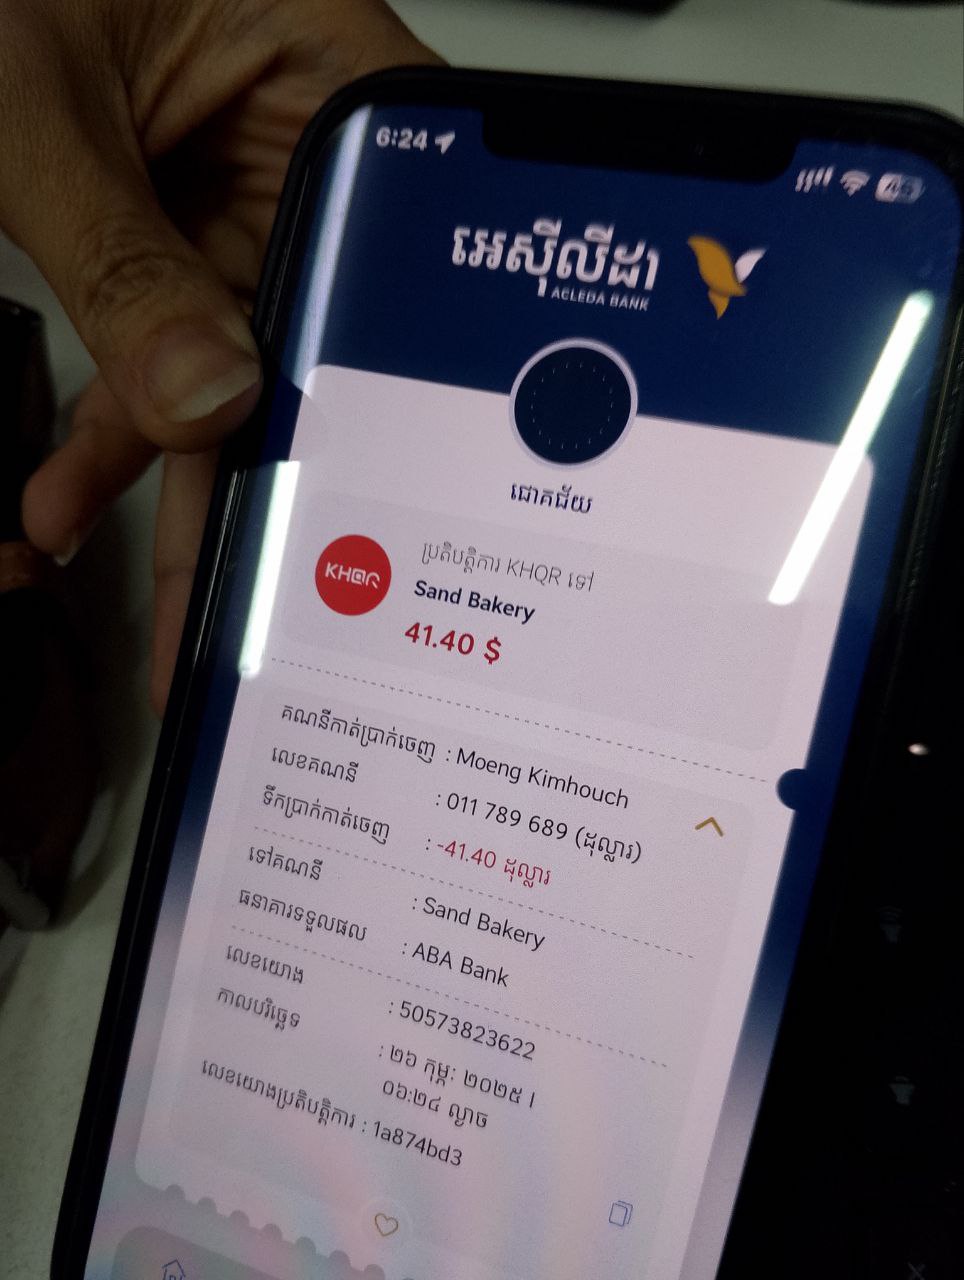 6:24
46
អេស៊ីលីដា
ACLEDA BANK
ជោគជ័យ
KHQR
ប្រតិបត្តិការ KHQR ទៅ
Sand Bakery
41.40 $
គណនីកាត់ប្រាក់ចេញ : Moeng Kimhouch
លេខគណនី : 011 789 689 (ដុល្លារ)
ទឹកប្រាក់កាត់ចេញ : -41.40 ដុល្លារ
ទៅគណនី : Sand Bakery
ធនាគារទទួលផល : ABA Bank
លេខយោង : 50573823622
កាលបរិច្ឆេទ : ២៦ កុម្ភៈ ២០២៥ |
០៦:២៤ ល្ងាច
លេខយោងប្រតិបត្តិការ : 1a874bd3